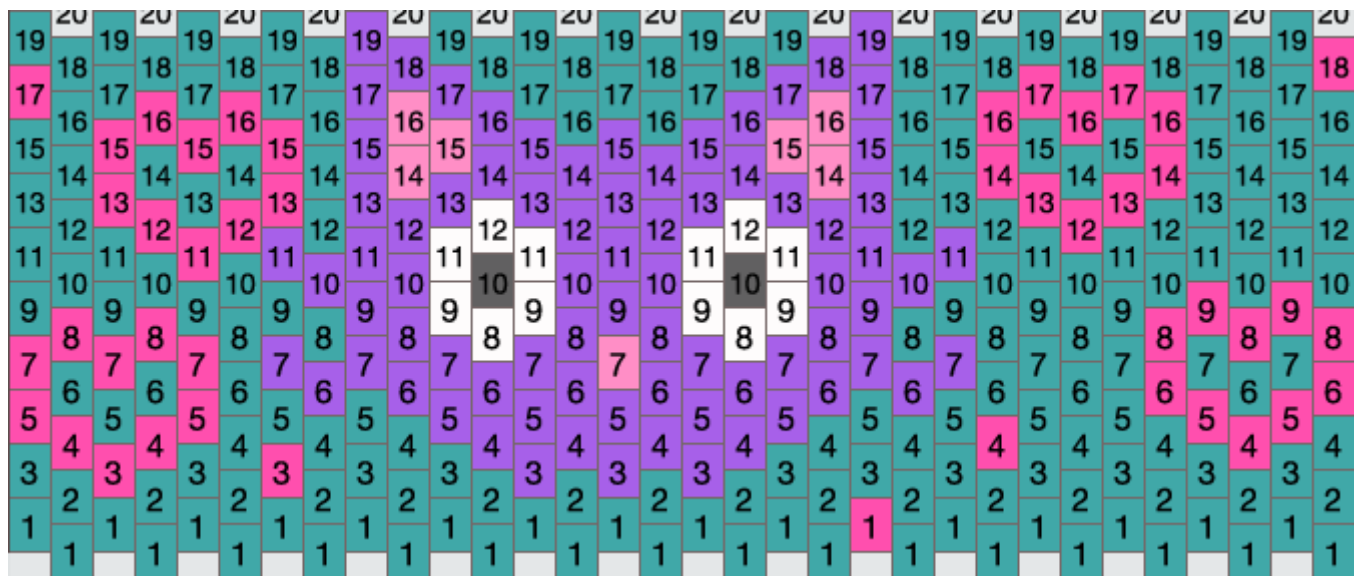 20 20 20 20 20 20 20 20 20 20 20 20 20 20 20 20
19 19 19 19 19 19 19 19 19 19 19 19 19 19 19 19
18 18 18 18 18 18 18 18 18 18 18 18 18 18 18 18
17 17 17 17 17 17 17 17 17 17 17 17 17 17 17 17
16 16 16 16 16 16 16 16 16 16 16 16 16 16 16 16
15 15 15 15 15 15 15 15 15 15 15 15 15 15 15 15
14 14 14 14 14 14 14 14 14 14 14 14 14 14 14 14
13 13 13 13 13 13 13 13 13 13 13 13 13 13 13 13
12 12 12 12 12 12 12 12 12 12 12 12 12 12 12 12
11 11 11 11 11 11 11 11 11 11 11 11 11 11 11 11
10 10 10 10 10 10 10 10 10 10 10 10 10 10 10 10
9 9 9 9 9 9 9 9 9 9 9 9 9 9 9 9
8 8 8 8 8 8 8 8 8 8 8 8 8 8 8 8
7 7 7 7 7 7 7 7 7 7 7 7 7 7 7 7
6 6 6 6 6 6 6 6 6 6 6 6 6 6 6 6
5 5 5 5 5 5 5 5 5 5 5 5 5 5 5 5
4 4 4 4 4 4 4 4 4 4 4 4 4 4 4 4
3 3 3 3 3 3 3 3 3 3 3 3 3 3 3 3
2 2 2 2 2 2 2 2 2 2 2 2 2 2 2 2
1 1 1 1 1 1 1 1 1 1 1 1 1 1 1 1
1 1 1 1 1 1 1 1 1 1 1 1 1 1 1 1